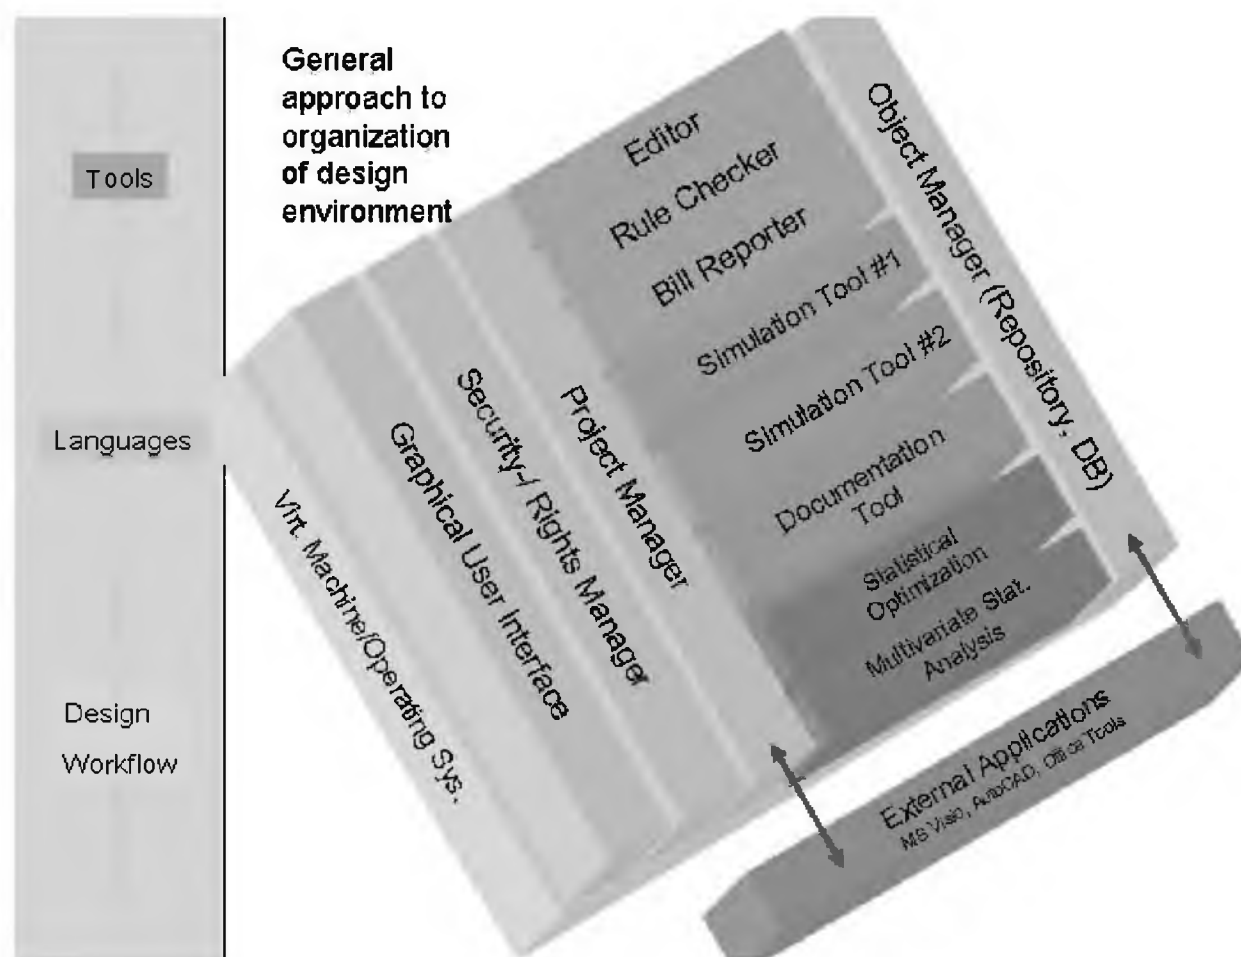 General
approach to
organization
of design
environment
Tools
Languages
Design
Workflow
Editor
Rule Checker
Bill Reporter
Simulation Tool #1
Simulation Tool #2
Documentation
Tool
Statistical
Optimization
Multivariate Stat.
Analysis
Object Manager (Repository, DB)
Project Manager
Security-/ Rights Manager
Graphical User Interface
Virt. Machine/Operating Sys.
External Applications
MS Visio, AutoCAD, Office Tools